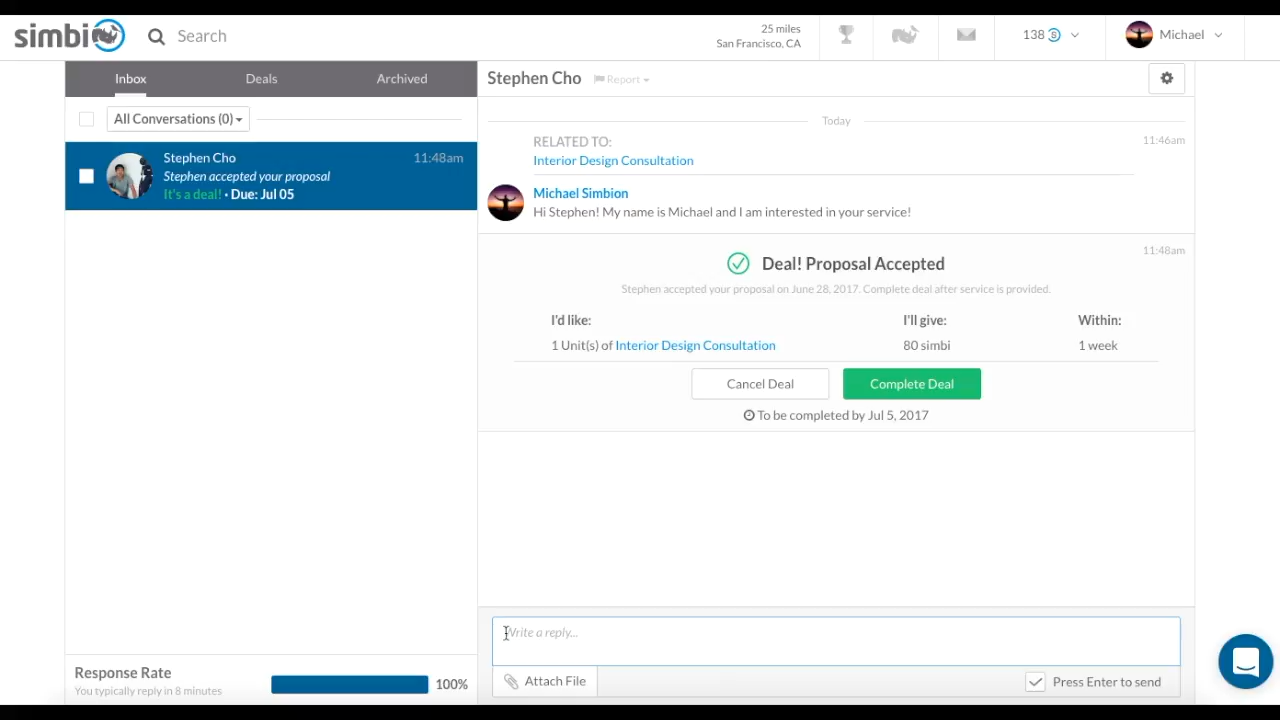 simbi
Search
25 miles
San Francisco, CA
138
Michael
Inbox
Deals
Archived
All Conversations (0)
Stephen Cho
11:48am
Stephen accepted your proposal
It's a deal! · Due: Jul 05
Response Rate
You typically reply in 8 minutes
100%
Stephen Cho
Report
Today
RELATED TO:
11:46am
Interior Design Consultation
Michael Simbion
Hi Stephen! My name is Michael and I am interested in your service!
11:48am
Deal! Proposal Accepted
Stephen accepted your proposal on June 28, 2017. Complete deal after service is provided.
I'd like:
I'll give:
Within:
1 Unit(s) of Interior Design Consultation
80 simbi
1 week
Cancel Deal
Complete Deal
To be completed by Jul 5, 2017
Write a reply...
Attach File
Press Enter to send